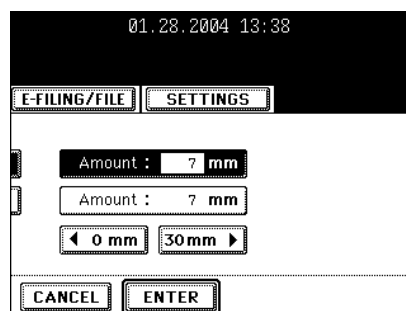 01.28.2004 13:38
E-FILING/FILE SETTINGS
Amount : 7 mm
Amount : 7 mm
◀ 0 mm 30mm ▶
CANCEL ENTER